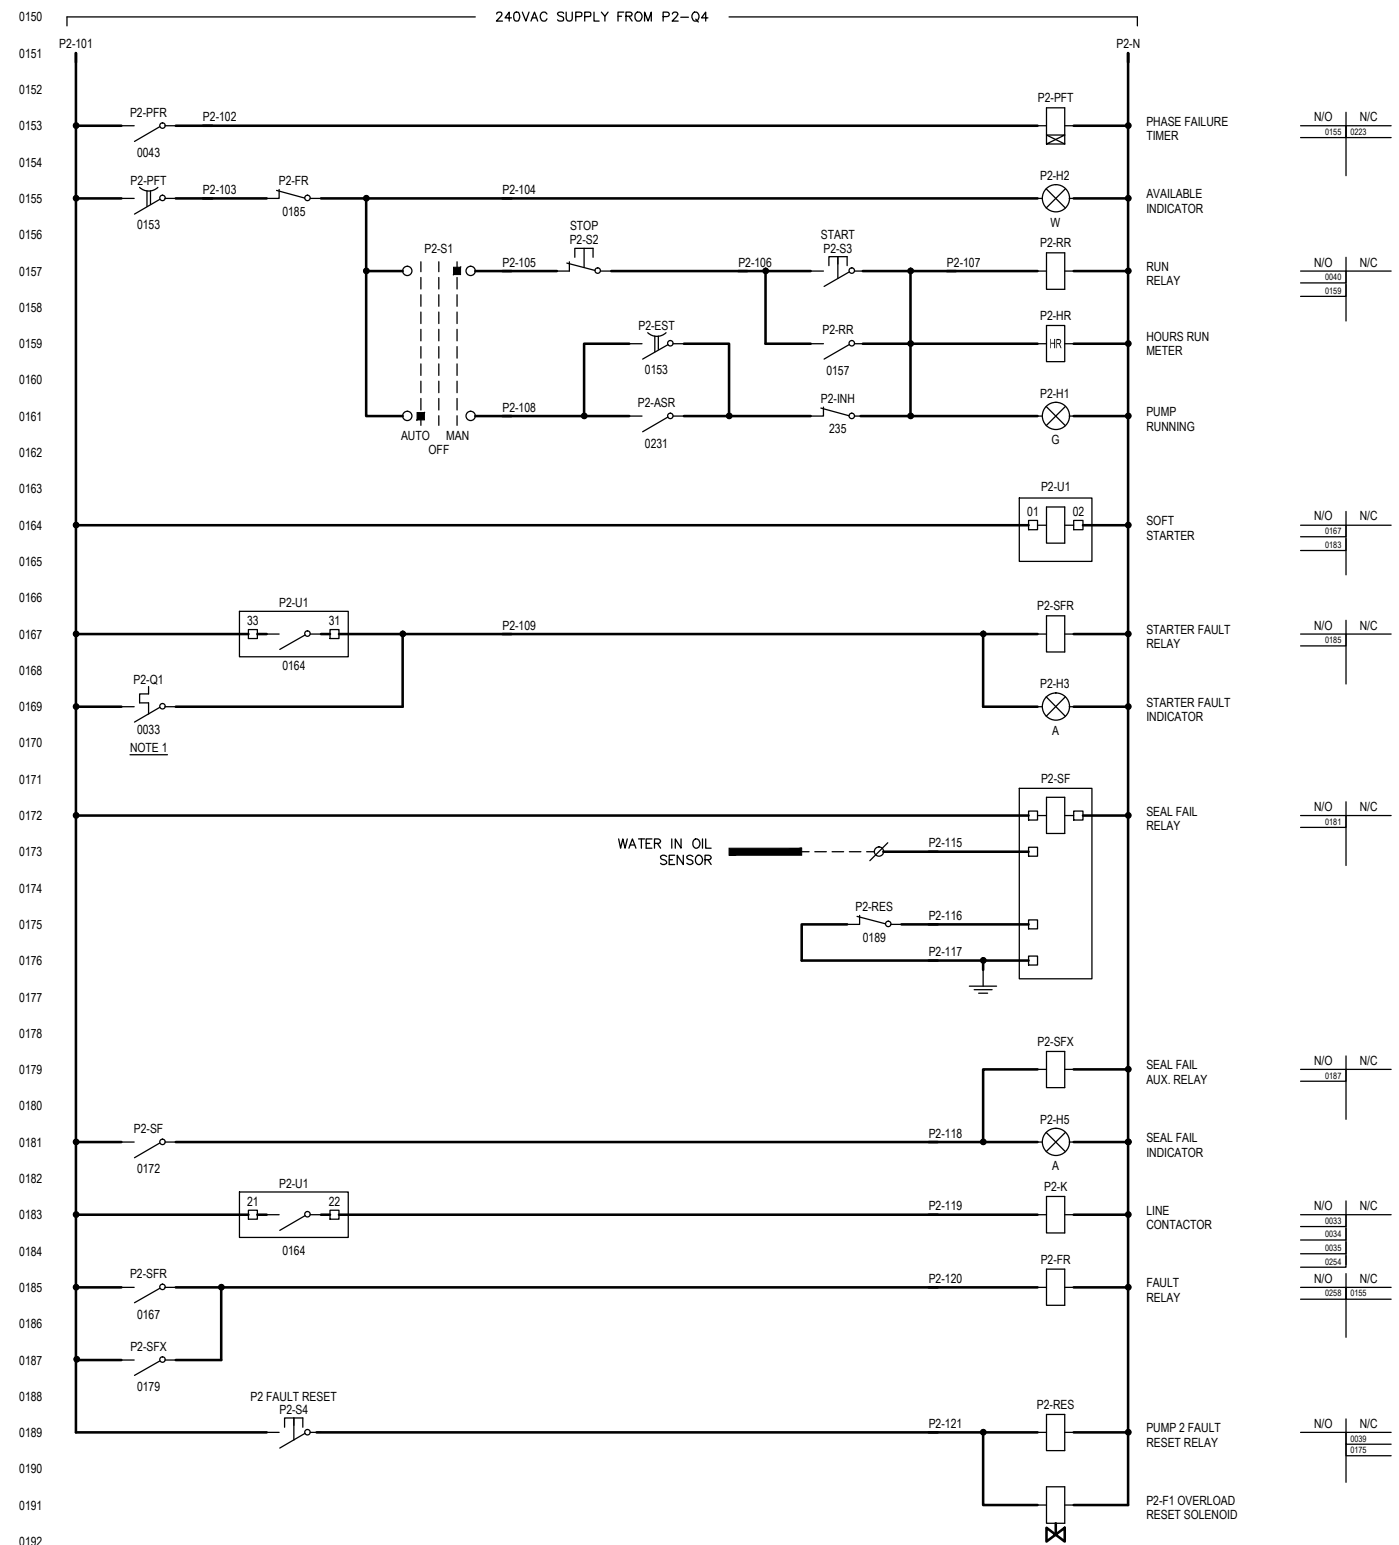 0150 240VAC SUPPLY FROM P2-Q4
P2-101 P2-N
0151
0152
P2-PFR P2-102 P2-PFT
0153 PHASE FAILURE TIMER N/O N/C
0043 0155 0223
0154
P2-PFT P2-103 P2-FR P2-104 P2-H2
0155 AVAILABLE INDICATOR
0153 0185 W
0156 STOP START
P2-S1 P2-S2 P2-S3 P2-RR
0157 P2-105 P2-106 P2-107 RUN RELAY N/O N/C
0040
0159
0158
P2-EST P2-RR P2-HR
0159 HR HOURS RUN METER
0153 0157
0160
P2-108 P2-ASR P2-INH P2-H1
0161 PUMP RUNNING
AUTO OFF MAN 0231 235 G
0162
0163
P2-U1
0164 01 02 SOFT STARTER N/O N/C
0167
0183
0165
0166
P2-U1 P2-SFR
0167 33 31 P2-109 STARTER FAULT RELAY N/O N/C
0164 0185
0168
P2-Q1 P2-H3
0169 STARTER FAULT INDICATOR
0033 A
0170 NOTE 1
0171
P2-SF
0172 SEAL FAIL RELAY N/O N/C
0181
0173 WATER IN OIL SENSOR P2-115
0174
P2-RES
0175 P2-116
0189
0176 P2-117
0177
0178
P2-SFX
0179 SEAL FAIL AUX. RELAY N/O N/C
0187
0180
P2-SF P2-H5
0181 P2-118 SEAL FAIL INDICATOR
0172 A
0182
P2-U1 P2-K
0183 21 22 P2-119 LINE CONTACTOR N/O N/C
0033
0034
0035
0254
0184 0164
P2-SFR P2-FR
0185 P2-120 FAULT RELAY N/O N/C
0167 0258 0155
0186
P2-SFX
0187
0179
0188 P2 FAULT RESET
P2-S4 P2-RES
0189 P2-121 PUMP 2 FAULT RESET RELAY N/O N/C
0039
0175
0190
0191 P2-F1 OVERLOAD RESET SOLENOID
0192